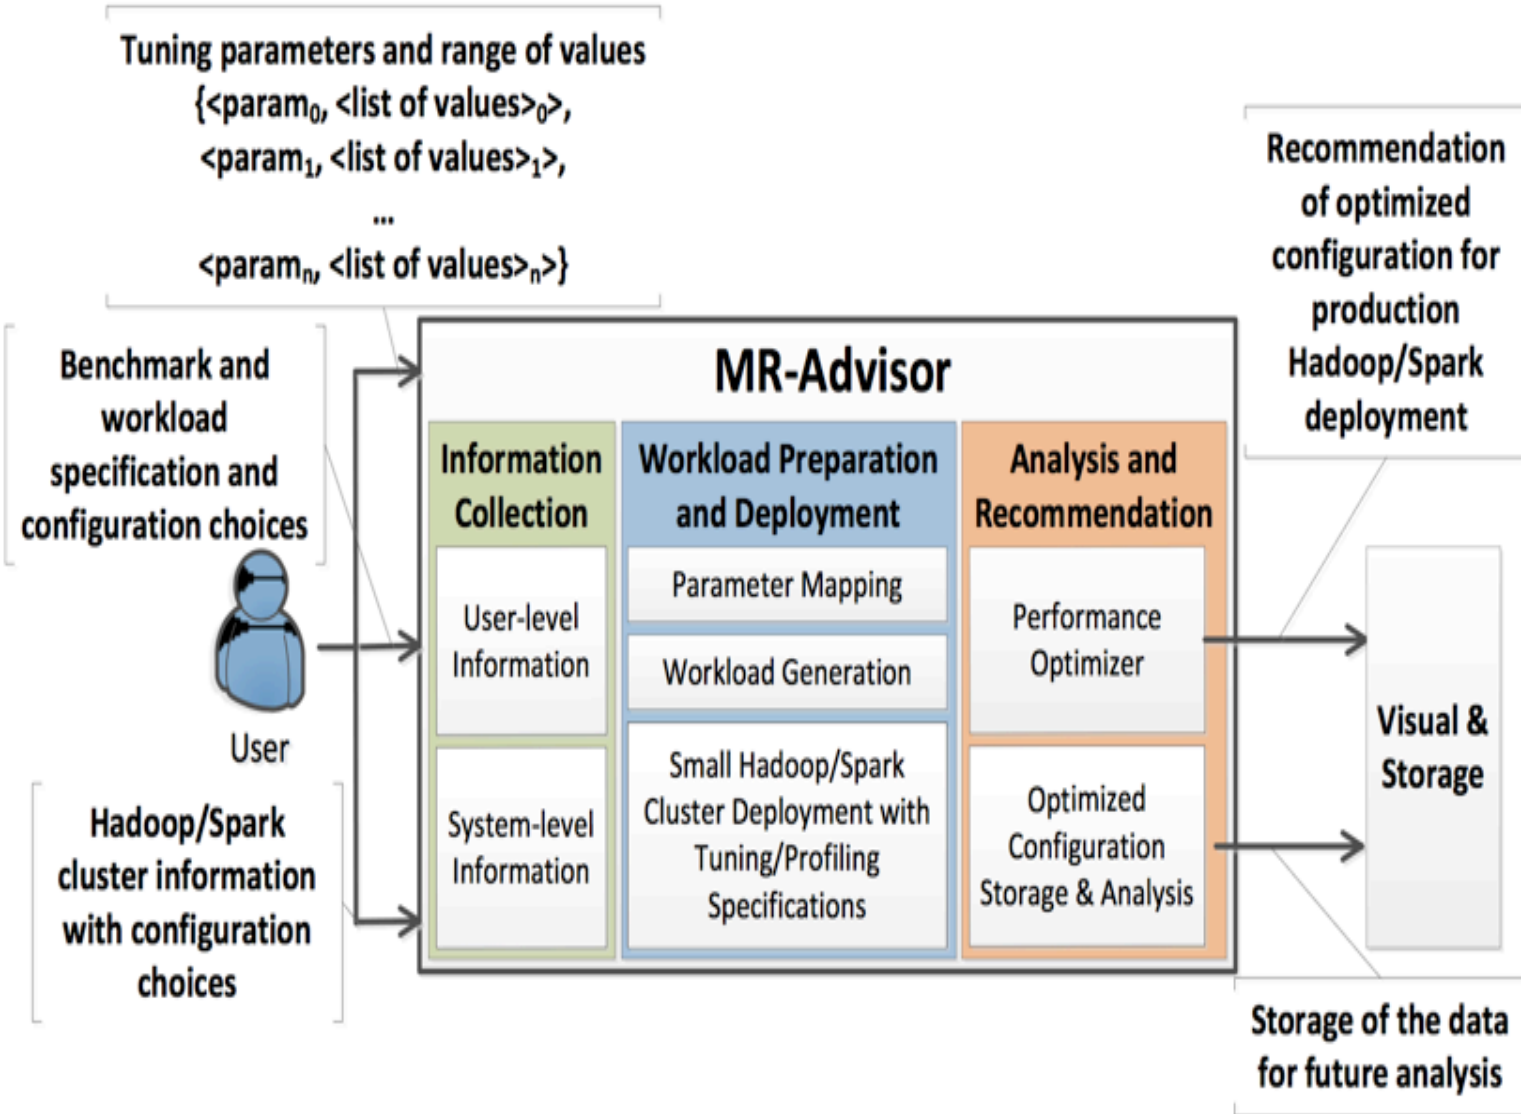 Tuning parameters and range of values
{<param₀, <list of values>₀>,
<param₁, <list of values>₁>,
...
<paramₙ, <list of values>ₙ>}
Benchmark and
workload
specification and
configuration choices
User
Hadoop/Spark
cluster information
with configuration
choices
MR-Advisor
Information
Collection
User-level
Information
System-level
Information
Workload Preparation
and Deployment
Parameter Mapping
Workload Generation
Small Hadoop/Spark
Cluster Deployment with
Tuning/Profiling
Specifications
Analysis and
Recommendation
Performance
Optimizer
Optimized
Configuration
Storage & Analysis
Recommendation
of optimized
configuration for
production
Hadoop/Spark
deployment
Visual &
Storage
Storage of the data
for future analysis